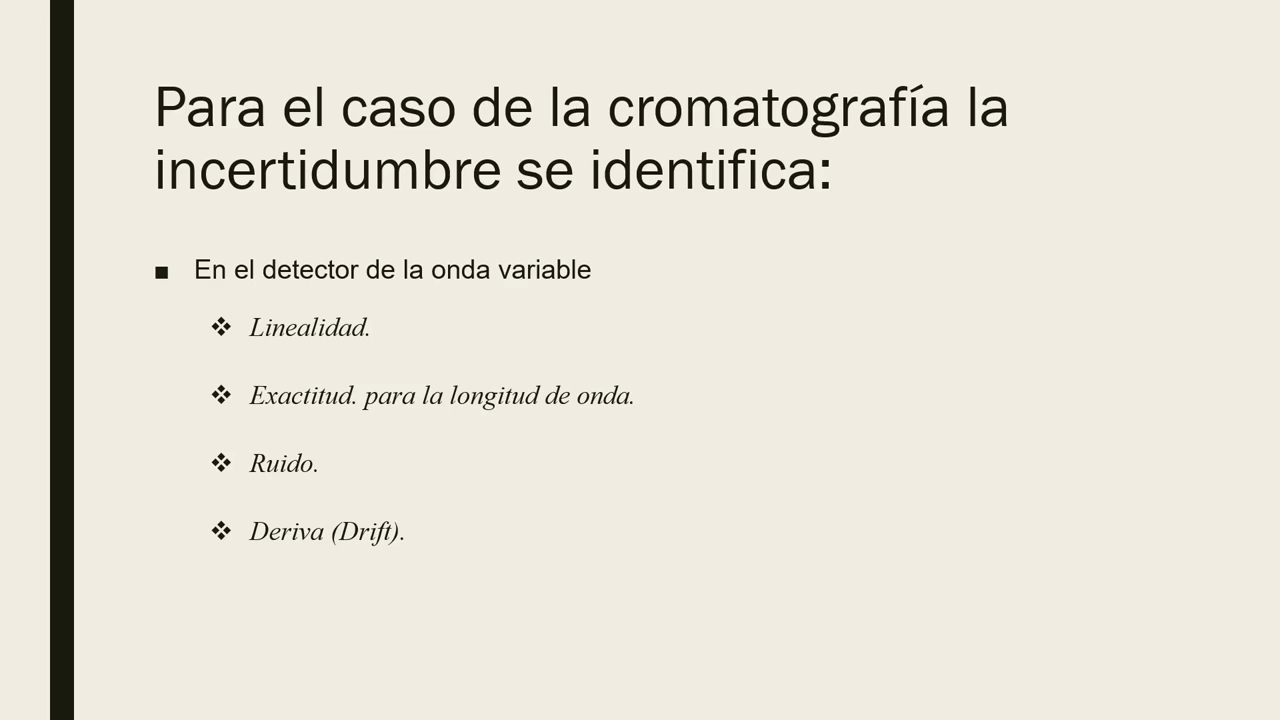 Para el caso de la cromatografía la
incertidumbre se identifica:
■ En el detector de la onda variable
❖ Linealidad.
❖ Exactitud. para la longitud de onda.
❖ Ruido.
❖ Deriva (Drift).